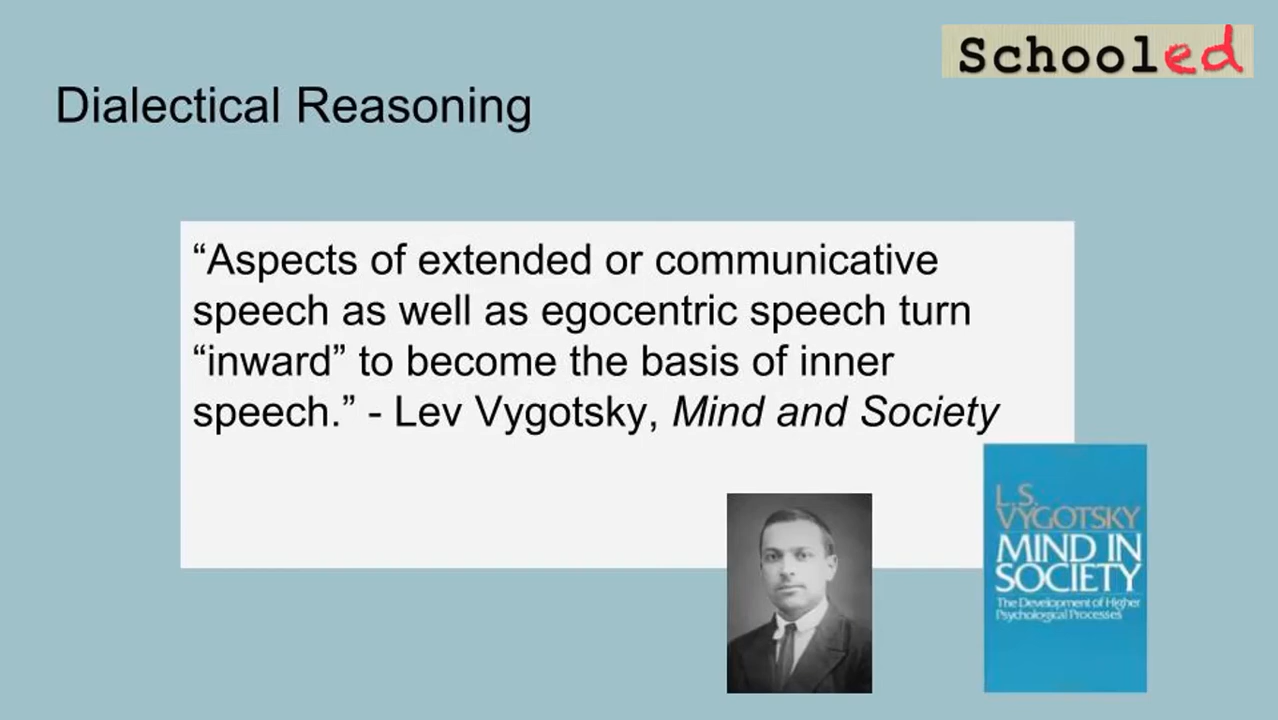 Schooled
Dialectical Reasoning
“Aspects of extended or communicative
speech as well as egocentric speech turn
“inward” to become the basis of inner
speech.” - Lev Vygotsky, Mind and Society
L.S.
VYGOTSKY
MIND IN
SOCIETY
The Development of Higher
Psychological Processes